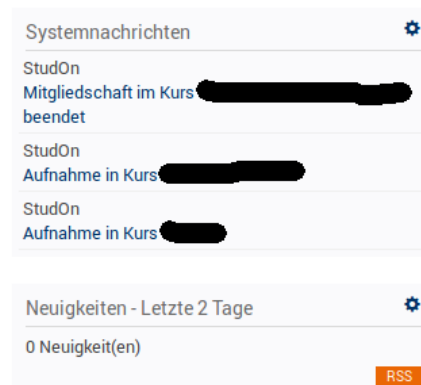 Systemnachrichten
StudOn
Mitgliedschaft im Kurs
beendet
StudOn
Aufnahme in Kurs
StudOn
Aufnahme in Kurs
Neuigkeiten - Letzte 2 Tage
0 Neuigkeit(en)
RSS